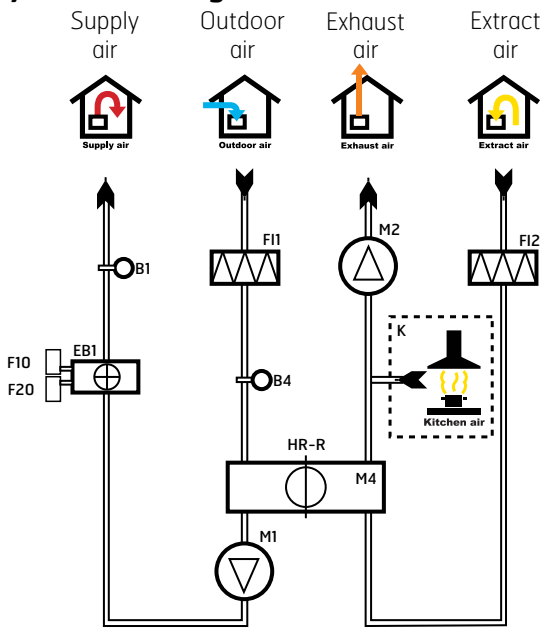 Supply air
Outdoor air
Exhaust air
Extract air
Supply air
Outdoor air
Exhaust air
Extract air
M2
FI1
FI2
B1
K
EB1
F10
F20
B4
Kitchen air
HR-R
M4
M1